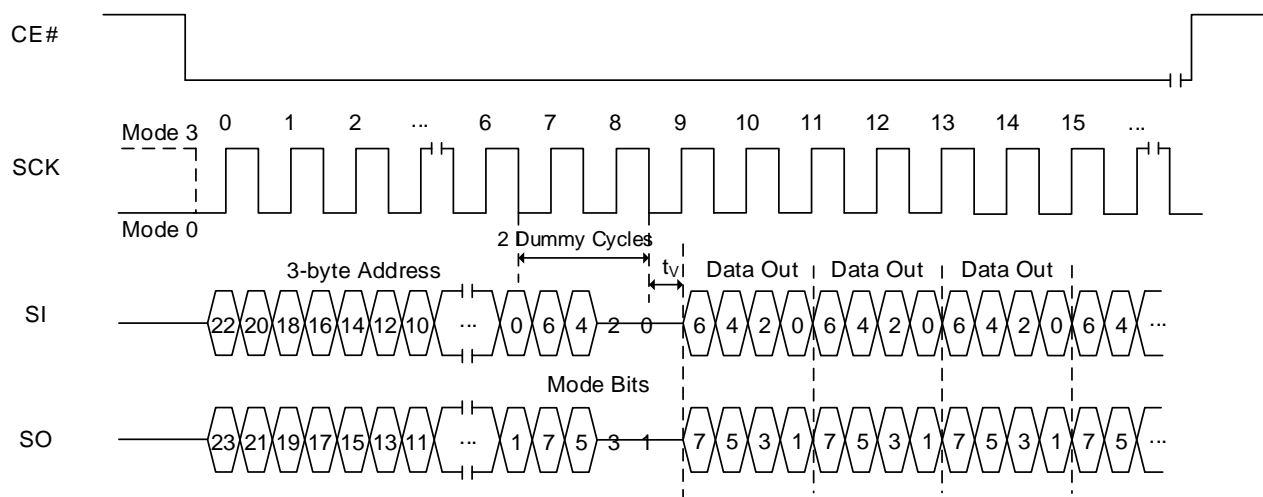 CE#
Mode 3 0 1 2 ... 6 7 8 9 10 11 12 13 14 15 ...
SCK
Mode 0
2 Dummy Cycles
3-byte Address tV Data Out Data Out Data Out
SI 22 20 18 16 14 12 10 ... 0 6 4 2 0 6 4 2 0 6 4 2 0 6 4 2 0 6 4 ...
Mode Bits
SO 23 21 19 17 15 13 11 ... 1 7 5 3 1 7 5 3 1 7 5 3 1 7 5 3 1 7 5 ...